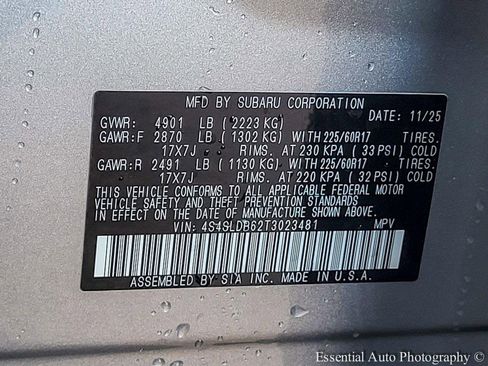 MFD BY SUBARU CORPORATION
GVWR: 4901 LB (2223 KG) DATE: 11/25
GAWR:F 2870 LB (1302 KG) WITH 225/60R17 TIRES.
17X7J RIMS. AT 230 KPA (33 PSI) COLD
GAWR:R 2491 LB (1130 KG) WITH 225/60R17 TIRES.
17X7J RIMS. AT 220 KPA (32 PSI) COLD
THIS VEHICLE CONFORMS TO ALL APPLICABLE FEDERAL MOTOR
VEHICLE SAFETY AND THEFT PREVENTION STANDARDS
IN EFFECT ON THE DATE OF MANUFACTURE SHOWN ABOVE.
VIN: 4S4SLDB62T3023481 MPV
ASSEMBLED BY SIA INC. MADE IN U.S.A.
Essential Auto Photography ©